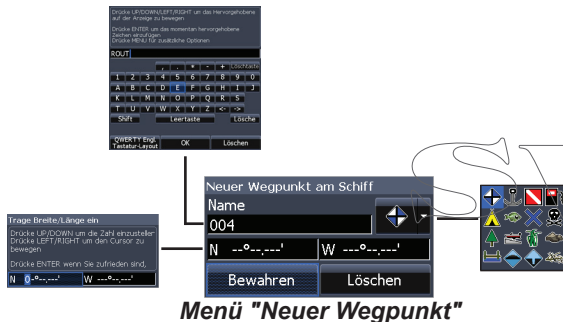 Drücke UP/DOWN/LEFT/RIGHT um das Hervorgehobene
auf der Anzeige zu bewegen
Drücke ENTER um das momentan hervorgehobene
Zeichen einzufügen
Drücke MENU für zusätzliche Optionen
ROUT
, . * - + Löschtaste
1 2 3 4 5 6 7 8 9 0
A B C D E F G H I J
K L M N O P Q R S
T U V W X Y Z <- ->
Shift Leertaste Lösche
QWERTY Engl. OK Löschen
Tastatur-Layout
Neuer Wegpunkt am Schiff
Name
004
N --°--.---' W ---°--.---'
Bewahren Löschen
Trage Breite/Länge ein
Drücke UP/DOWN um die Zahl einzusteller
Drücke LEFT/RIGHT um den Cursor zu
bewegen
Drücke ENTER wenn Sie zufrieden sind,
N 0-°--.---' W ---°--.---'
Menü "Neuer Wegpunkt"